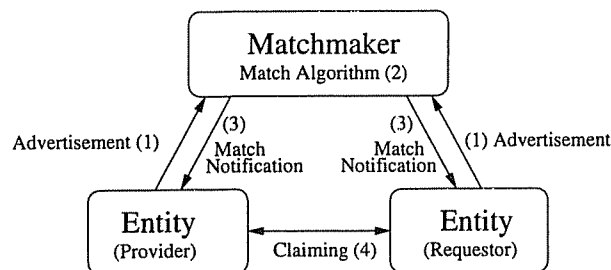 Matchmaker
Match Algorithm (2)
Advertisement (1)
(3)
Match
Notification
(3)
Match
Notification
(1) Advertisement
Entity
(Provider)
Claiming (4)
Entity
(Requestor)